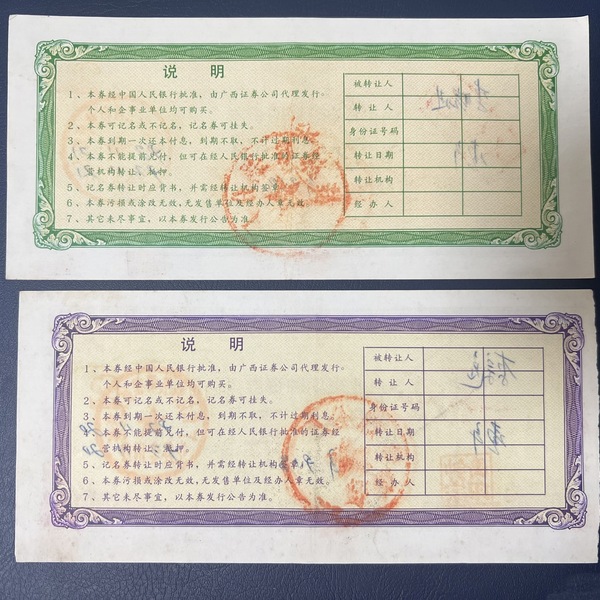 说 明
1、本券经中国人民银行批准，由广西证券公司代理发行。
个人和企事业单位均可购买。
2、本券可记名或不记名，记名券可挂失。
3、本券到期一次还本付息，到期不取，不计过期利息。
4、本券不能提前兑付，但可在经人民银行批准的证券经
营机构转让、抵押。
5、记名券转让时应背书，并需经转让机构签章。
6、本券污损或涂改无效，无发售单位及经办人章无效。
7、其它未尽事宜，以本券发行公告为准。
被转让人
转 让 人
身份证号码
转让日期
转让机构
经 办 人
说 明
1、本券经中国人民银行批准，由广西证券公司代理发行。
个人和企事业单位均可购买。
2、本券可记名或不记名，记名券可挂失。
3、本券到期一次还本付息，到期不取，不计过期利息。
4、本券不能提前兑付，但可在经人民银行批准的证券经
营机构转让、抵押。
5、记名券转让时应背书，并需经转让机构签章。
6、本券污损或涂改无效，无发售单位及经办人章无效。
7、其它未尽事宜，以本券发行公告为准。
被转让人
转 让 人
身份证号码
转让日期
转让机构
经 办 人